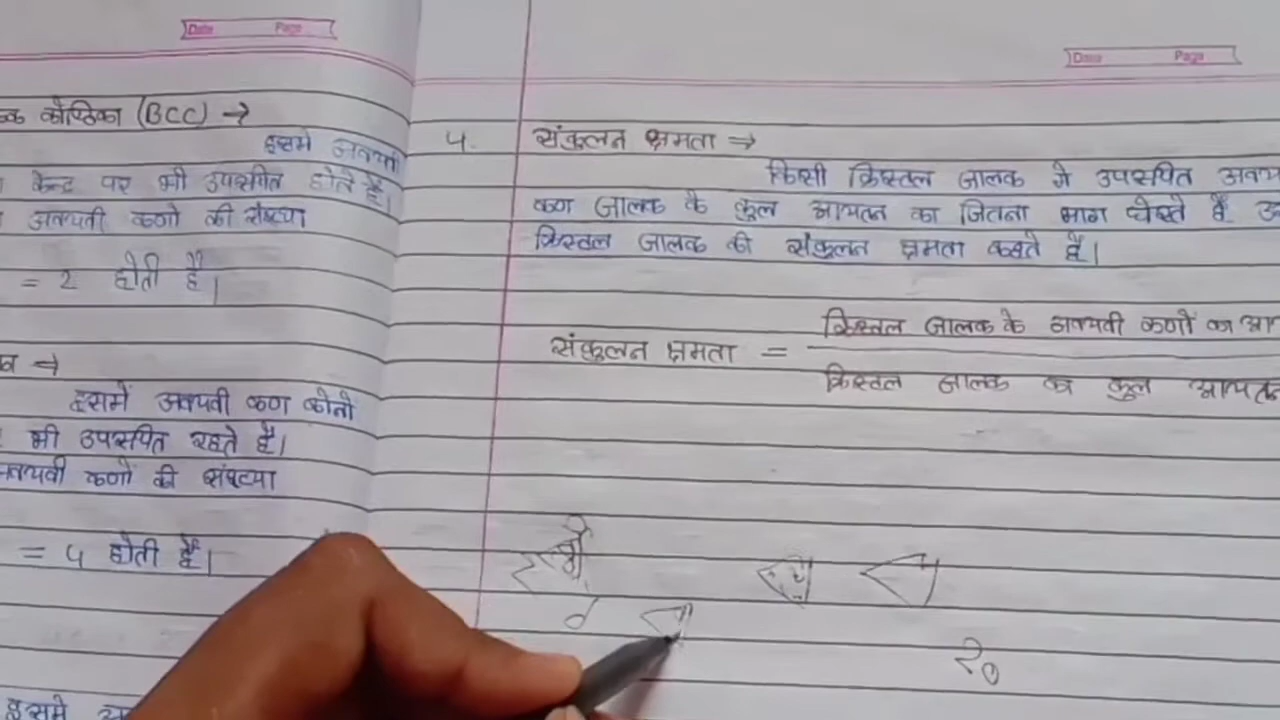 Date Page
कोष्ठिका (BCC) →
इसमे अवयवी
केन्द्र पर भी उपस्थित होते हैं।
अवयवी कणो की संख्या
= 2 होती हैं।
→
इसमें अवयवी कण कोनो
भी उपस्थित रहते है।
अवयवी कणों की संख्या
= 4 होती हैं।
इसमे
Date Page
4. संकुलन क्षमता ⇒
किसी क्रिस्टल जालक मे उपस्थित
कण जालक के कुल आयतन का जितना भाग घेरते हैं
क्रिस्टल जालक की संकुलन क्षमता कहते हैं।
संकुलन क्षमता = क्रिस्टल जालक के अवयवी कणों का
क्रिस्टल जालक का कुल आयतन